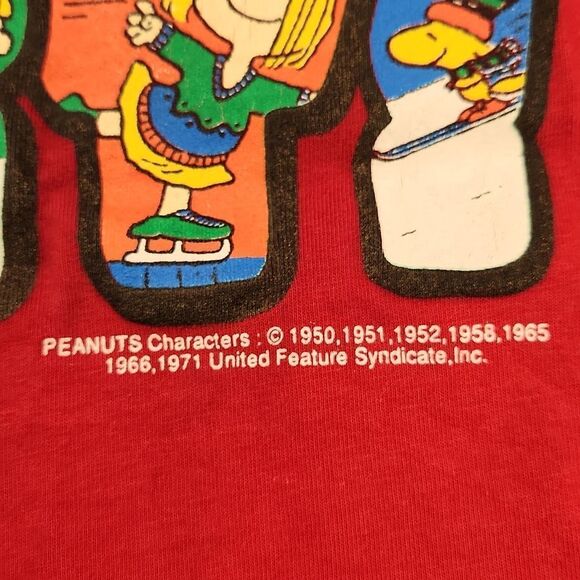 PEANUTS Characters : © 1950,1951,1952,1958,1965
1966,1971 United Feature Syndicate,Inc.